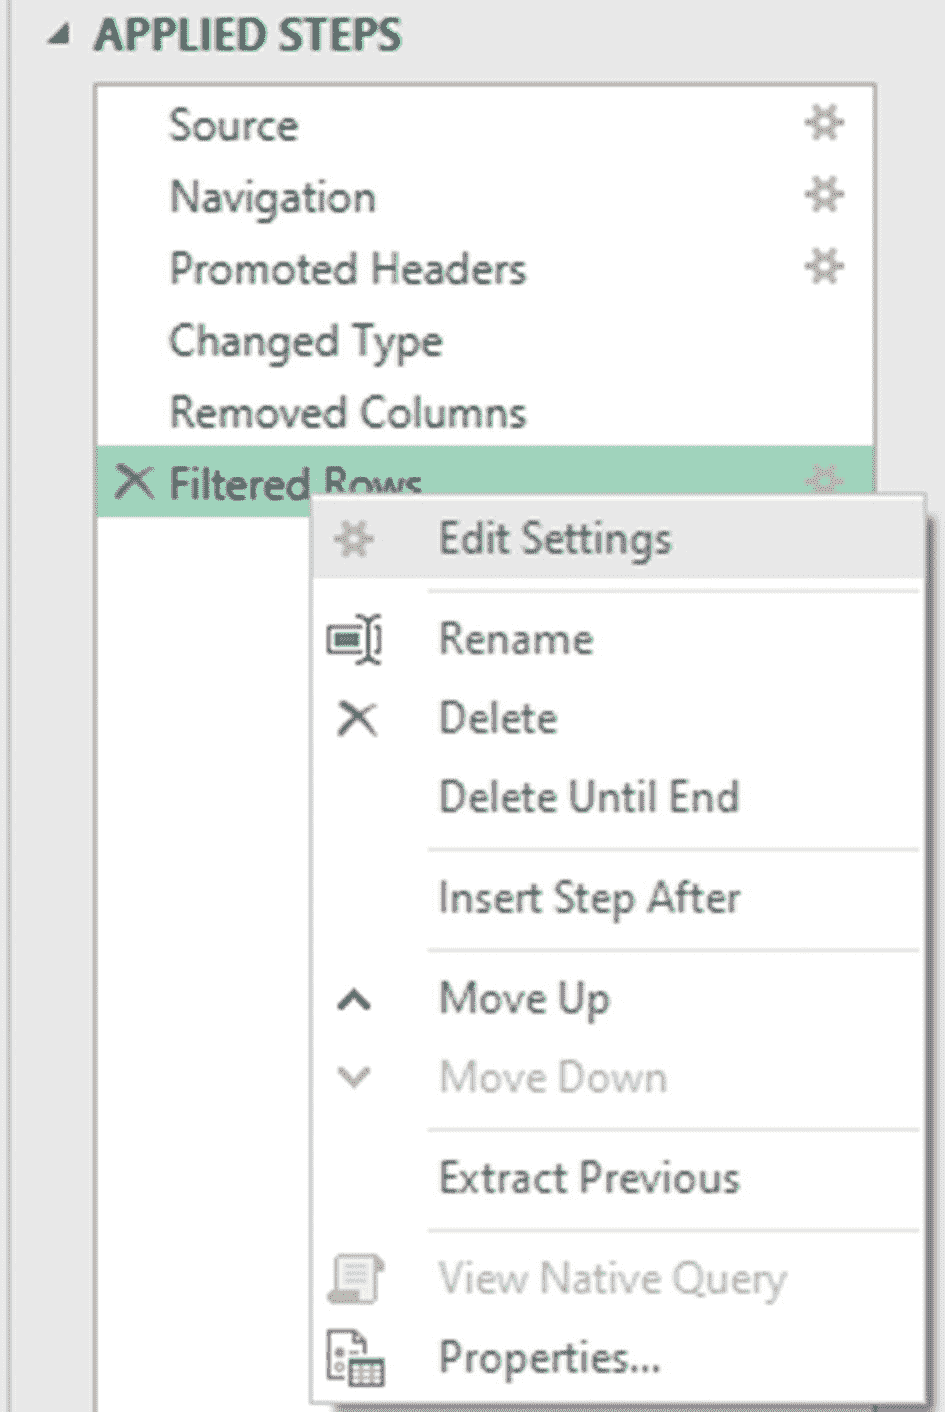 APPLIED STEPS
Source
Navigation
Promoted Headers
Changed Type
Removed Columns
Filtered Rows
Edit Settings
Rename
Delete
Delete Until End
Insert Step After
Move Up
Move Down
Extract Previous
View Native Query
Properties...